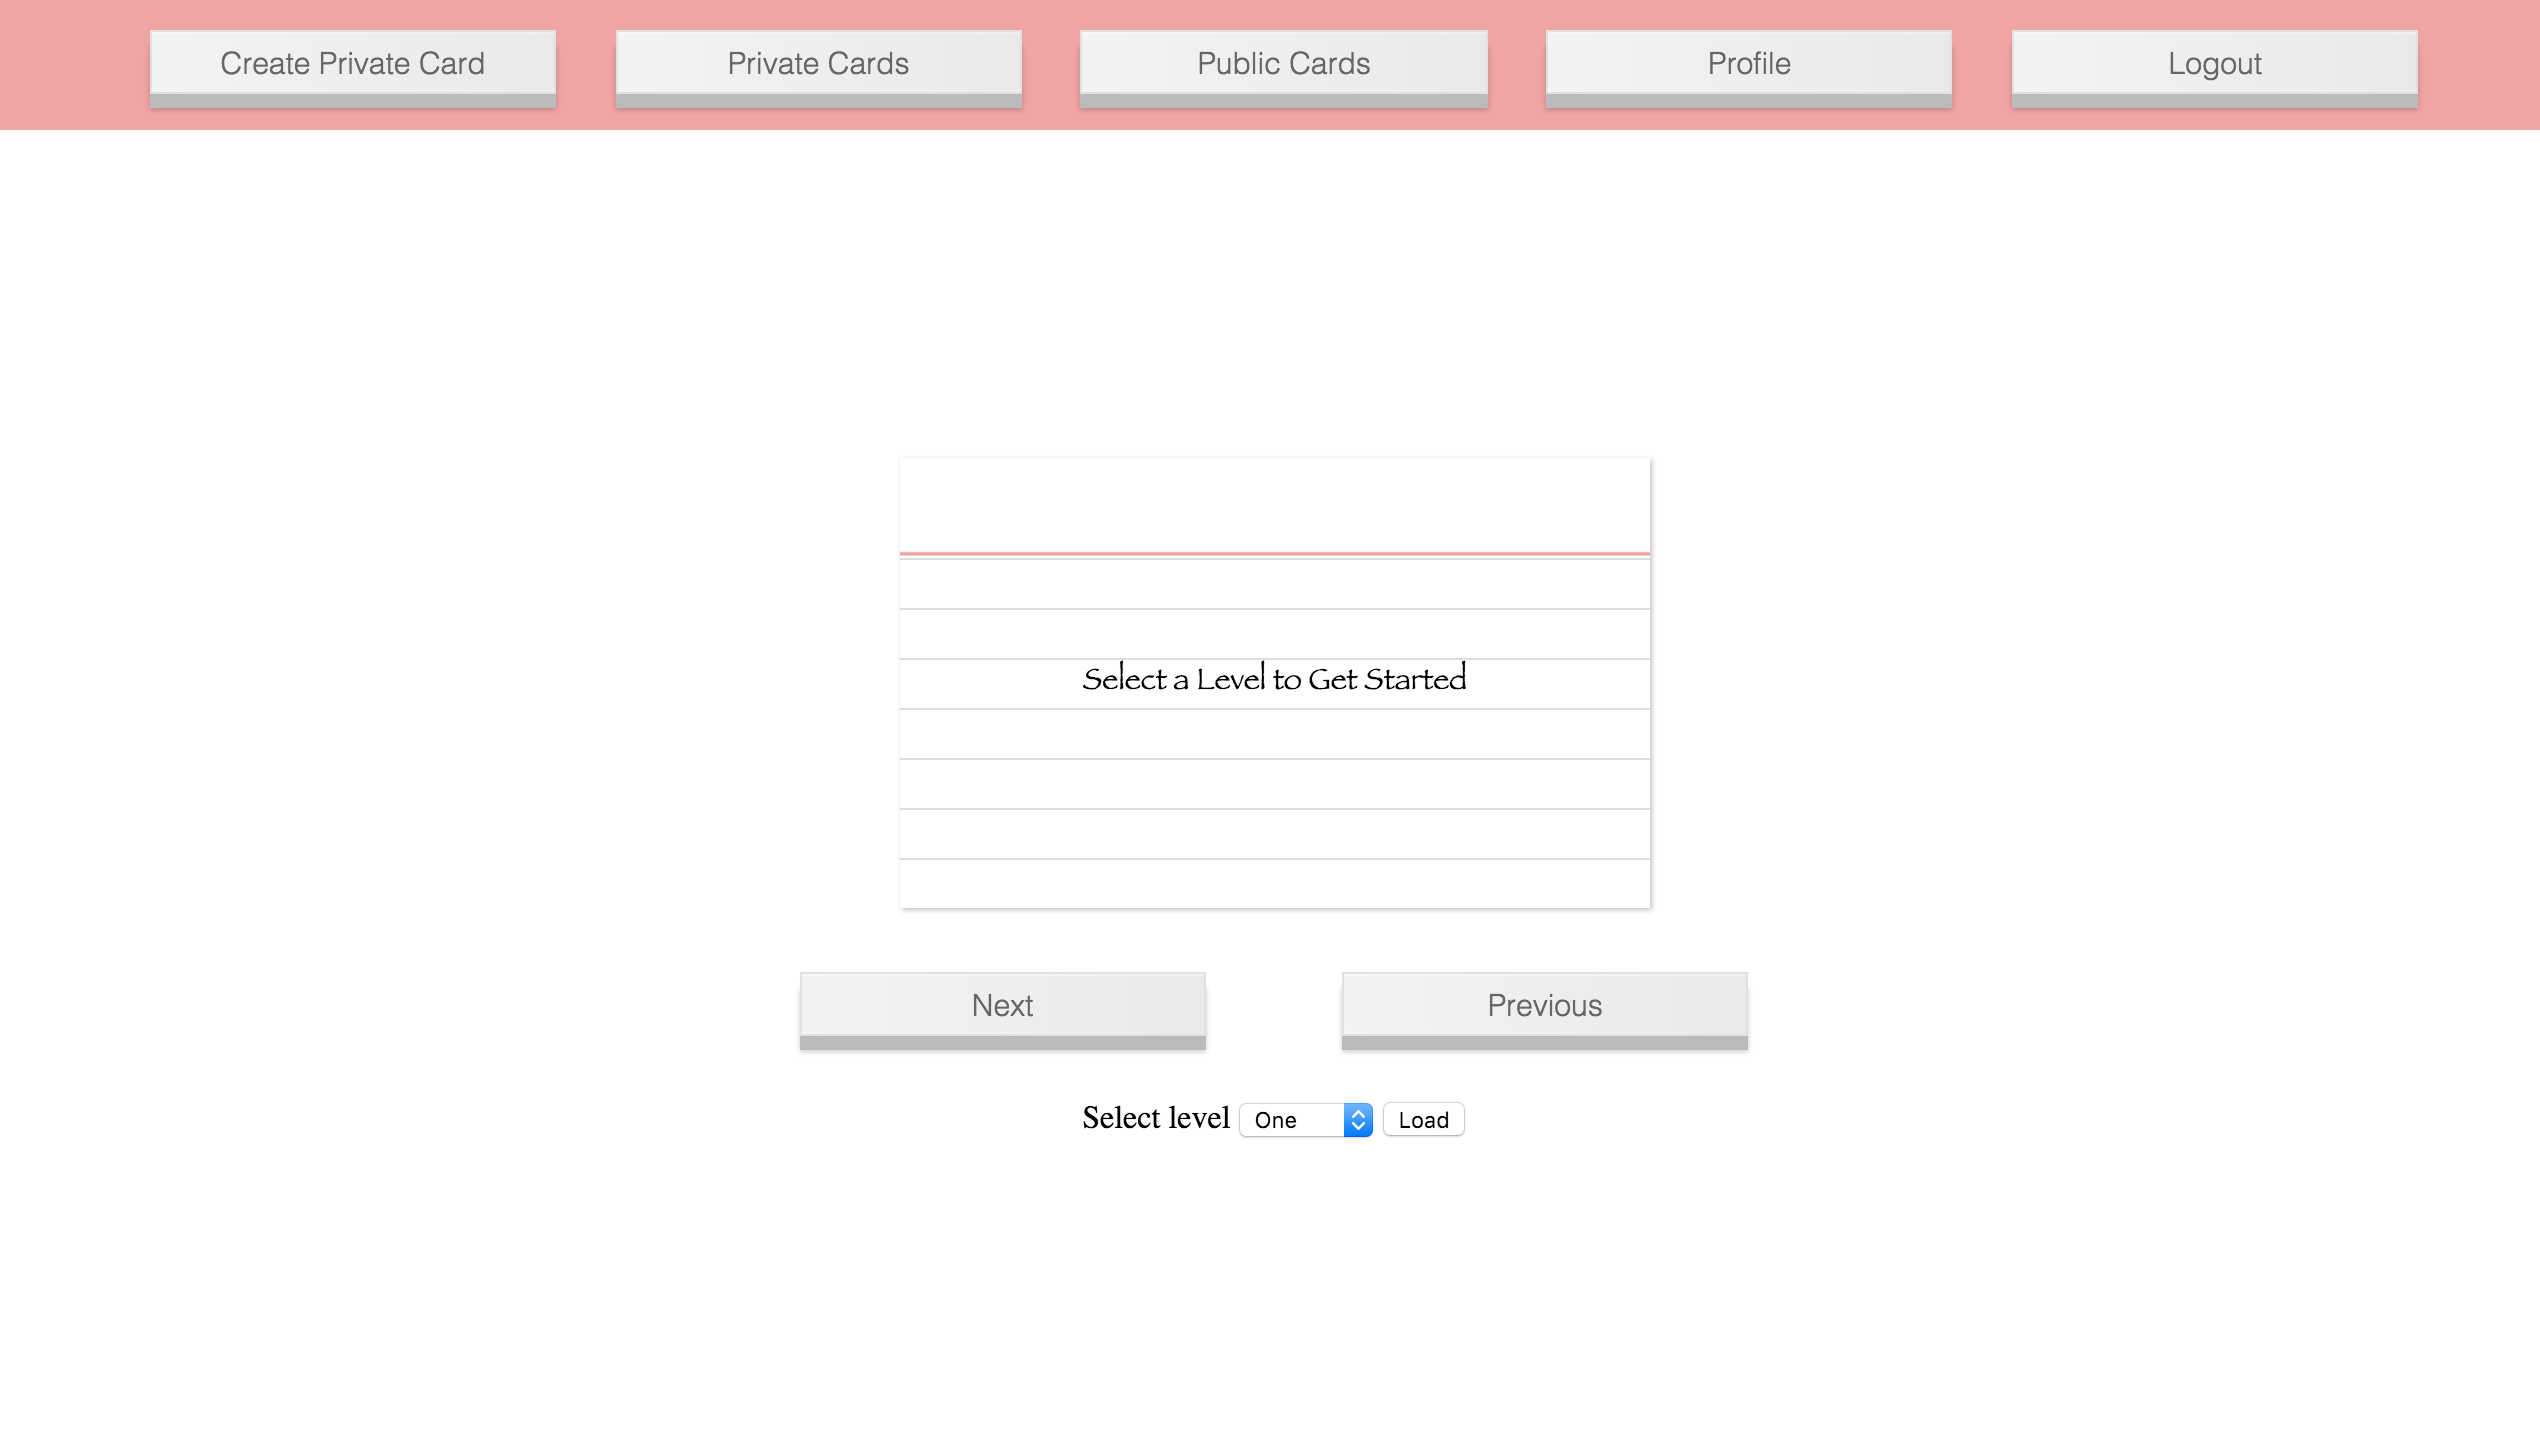 Create Private Card Private Cards Public Cards Profile Logout
Select a Level to Get Started
Next Previous
Select level One Load